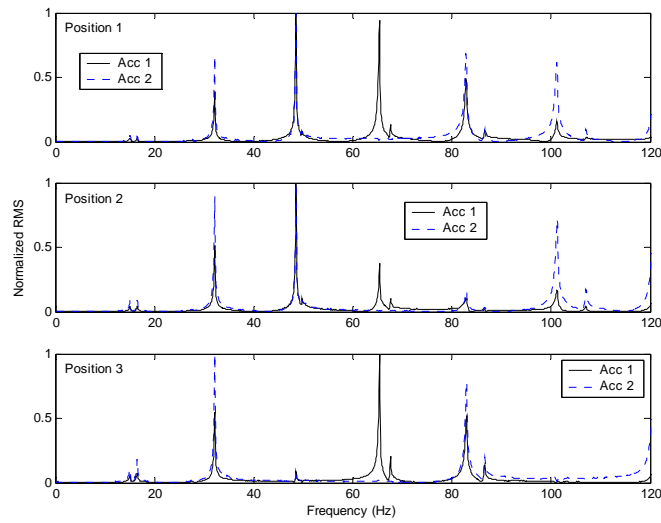 Position 1
Acc 1
Acc 2
1
0.5
0
0 20 40 60 80 100 120
Position 2
Acc 1
Acc 2
Normalized RMS
1
0.5
0
0 20 40 60 80 100 120
Position 3
Acc 1
Acc 2
1
0.5
0
0 20 40 60 80 100 120
Frequency (Hz)